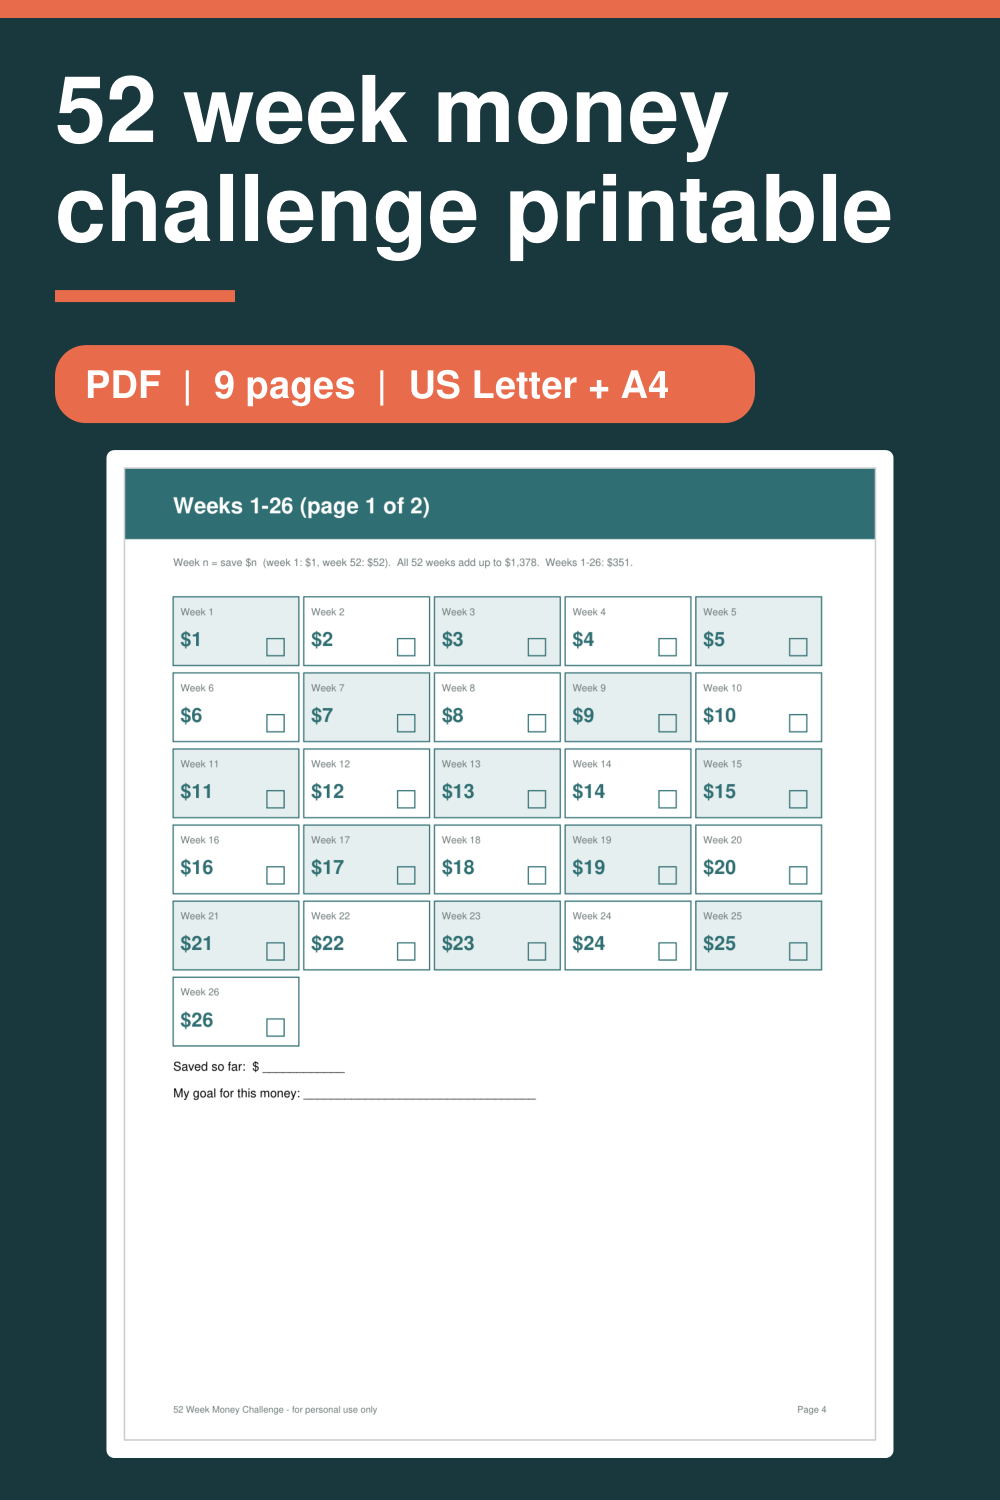 52 week money
challenge printable
PDF | 9 pages | US Letter + A4
Weeks 1-26 (page 1 of 2)
Week n = save $n (week 1: $1, week 52: $52). All 52 weeks add up to $1,378. Weeks 1-26: $351.
Week 1 Week 2 Week 3 Week 4 Week 5
$1 $2 $3 $4 $5
Week 6 Week 7 Week 8 Week 9 Week 10
$6 $7 $8 $9 $10
Week 11 Week 12 Week 13 Week 14 Week 15
$11 $12 $13 $14 $15
Week 16 Week 17 Week 18 Week 19 Week 20
$16 $17 $18 $19 $20
Week 21 Week 22 Week 23 Week 24 Week 25
$21 $22 $23 $24 $25
Week 26
$26
Saved so far: $ ____________
My goal for this money: __________________________________
52 Week Money Challenge - for personal use only Page 4